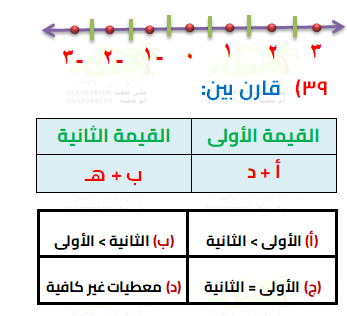 -٣ -٢ -١ ٠ ١ ٢ ٣
٣٩) قارن بين:
القيمة الأولى القيمة الثانية
أ + د ب + هـ
(أ) الأولى > الثانية (ب) الثانية > الأولى
(ج) الأولى = الثانية (د) معطيات غير كافية